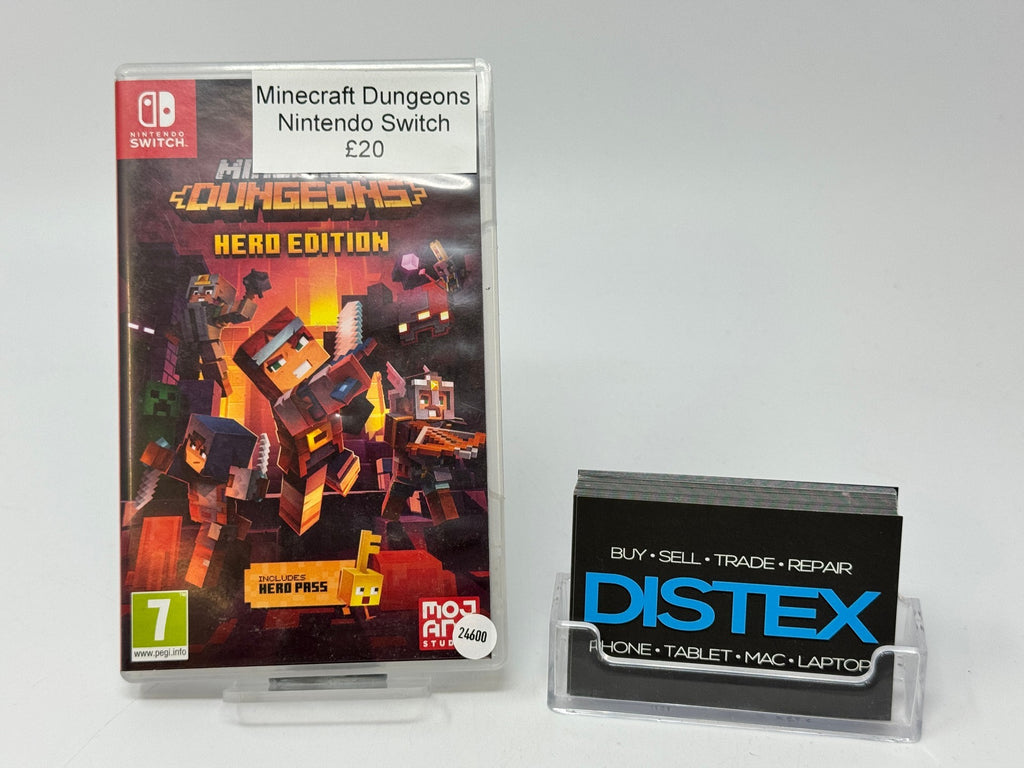 Minecraft Dungeons
Nintendo Switch
£20
NINTENDO
SWITCH™
DUNGEONS
HERO EDITION
INCLUDES
HERO PASS
7
www.pegi.info
24600
BUY • SELL • TRADE • REPAIR
DISTEX
PHONE • TABLET • MAC • LAPTOP